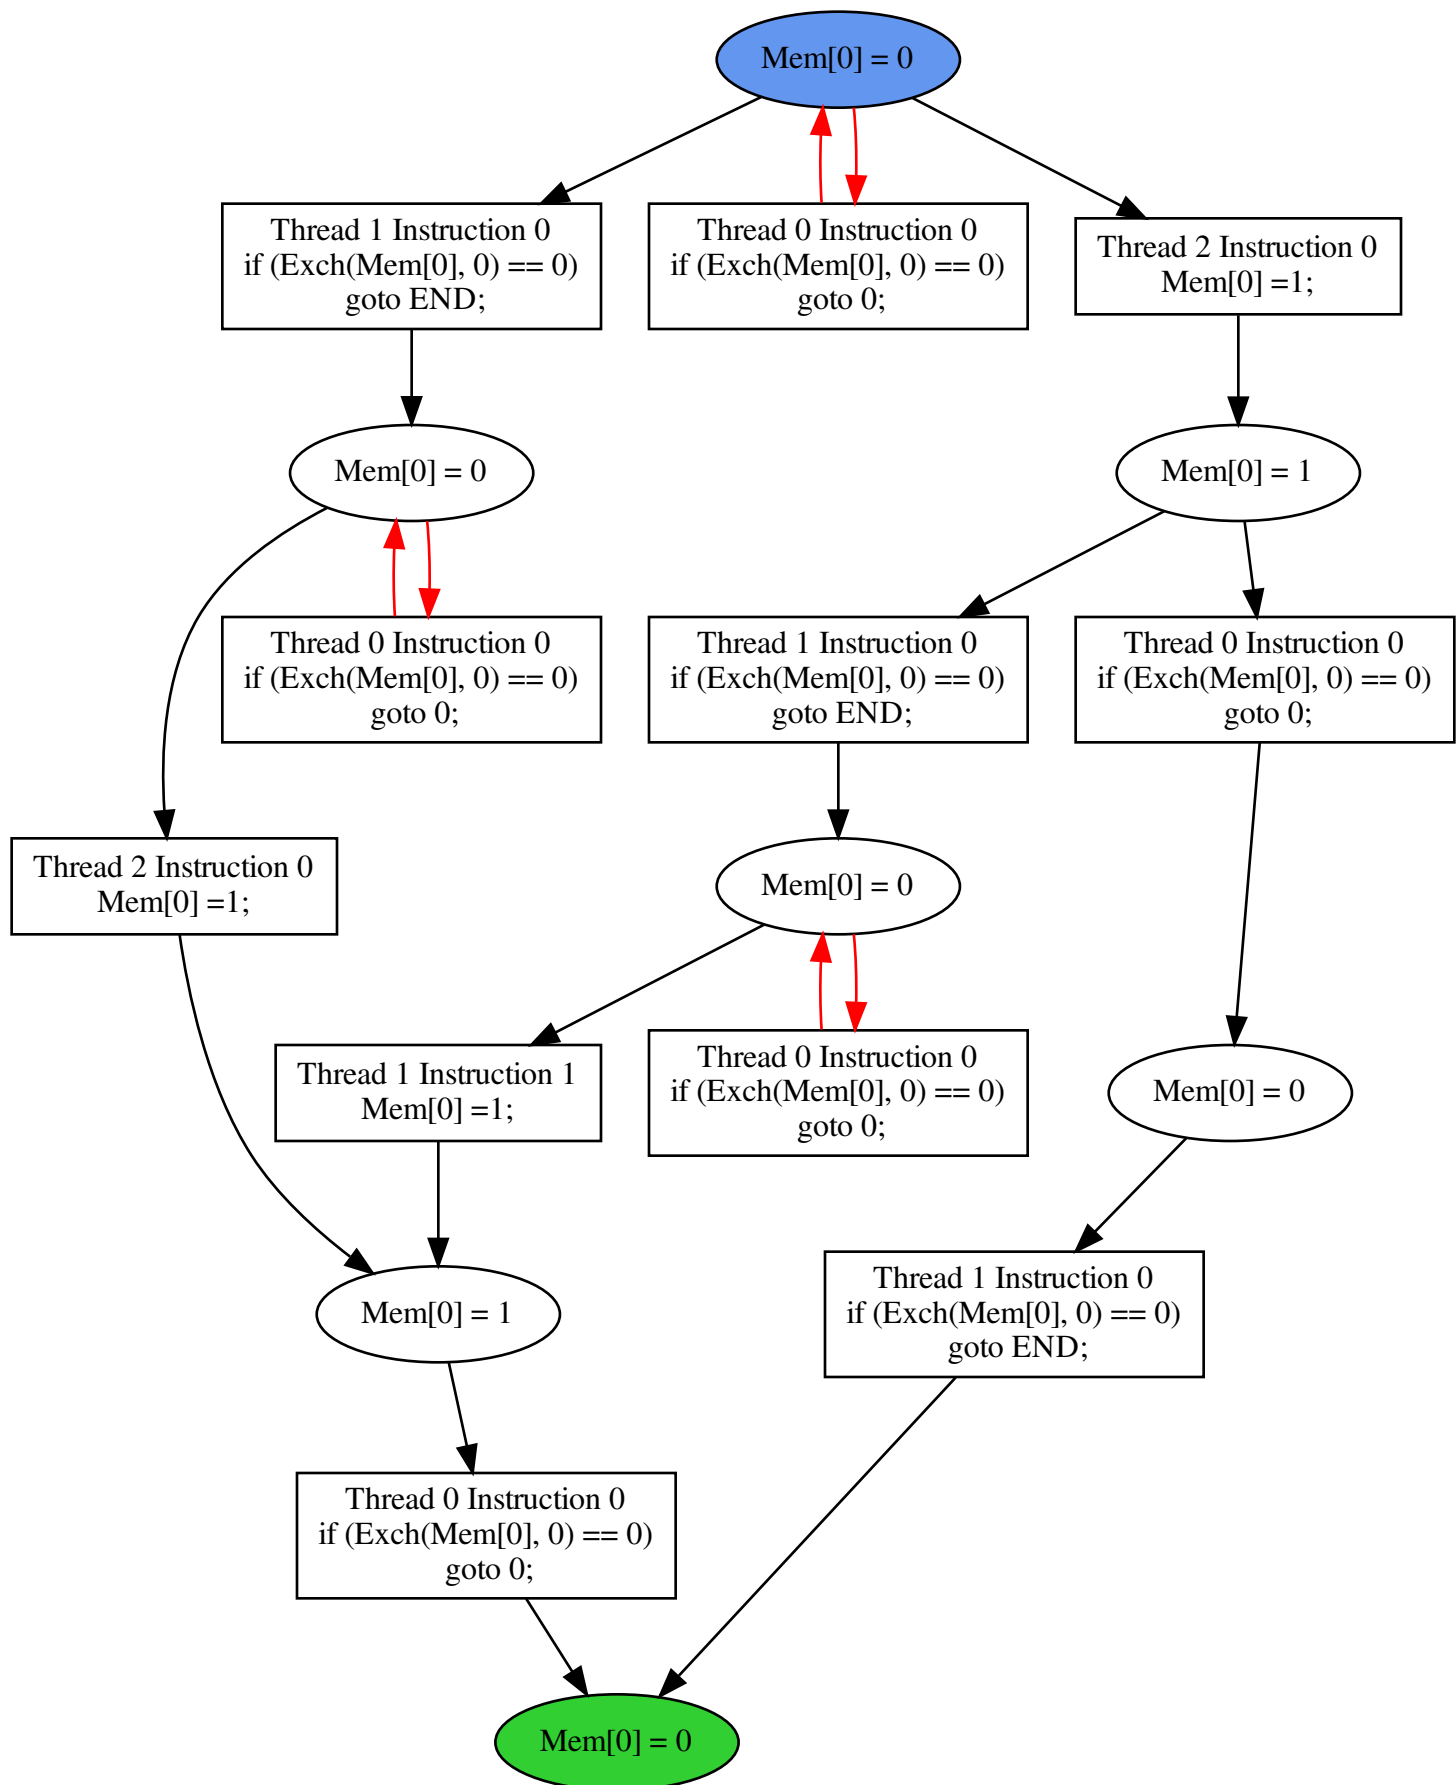 Mem[0] = 0
Thread 1 Instruction 0
if (Exch(Mem[0], 0) == 0)
goto END;
Thread 0 Instruction 0
if (Exch(Mem[0], 0) == 0)
goto 0;
Thread 2 Instruction 0
Mem[0] =1;
Mem[0] = 0
Mem[0] = 1
Thread 0 Instruction 0
if (Exch(Mem[0], 0) == 0)
goto 0;
Thread 1 Instruction 0
if (Exch(Mem[0], 0) == 0)
goto END;
Thread 0 Instruction 0
if (Exch(Mem[0], 0) == 0)
goto 0;
Thread 2 Instruction 0
Mem[0] =1;
Mem[0] = 0
Thread 1 Instruction 1
Mem[0] =1;
Thread 0 Instruction 0
if (Exch(Mem[0], 0) == 0)
goto 0;
Mem[0] = 0
Mem[0] = 1
Thread 1 Instruction 0
if (Exch(Mem[0], 0) == 0)
goto END;
Thread 0 Instruction 0
if (Exch(Mem[0], 0) == 0)
goto 0;
Mem[0] = 0